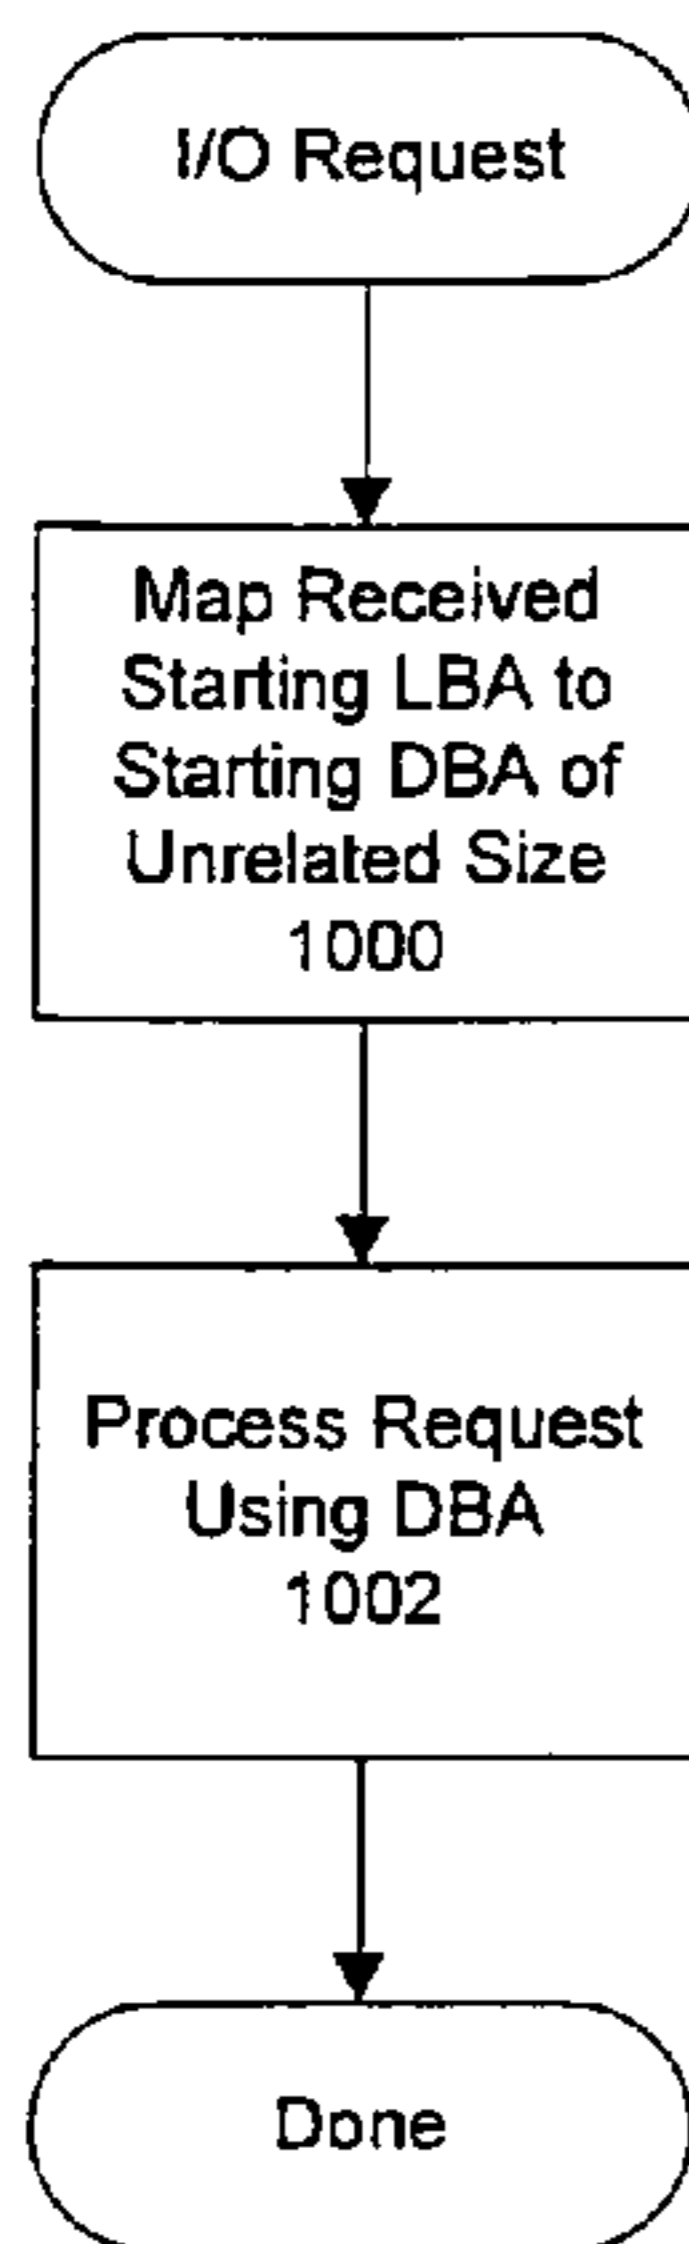 I/O Request
Map Received
Starting LBA to
Starting DBA of
Unrelated Size
1000
Process Request
Using DBA
1002
Done